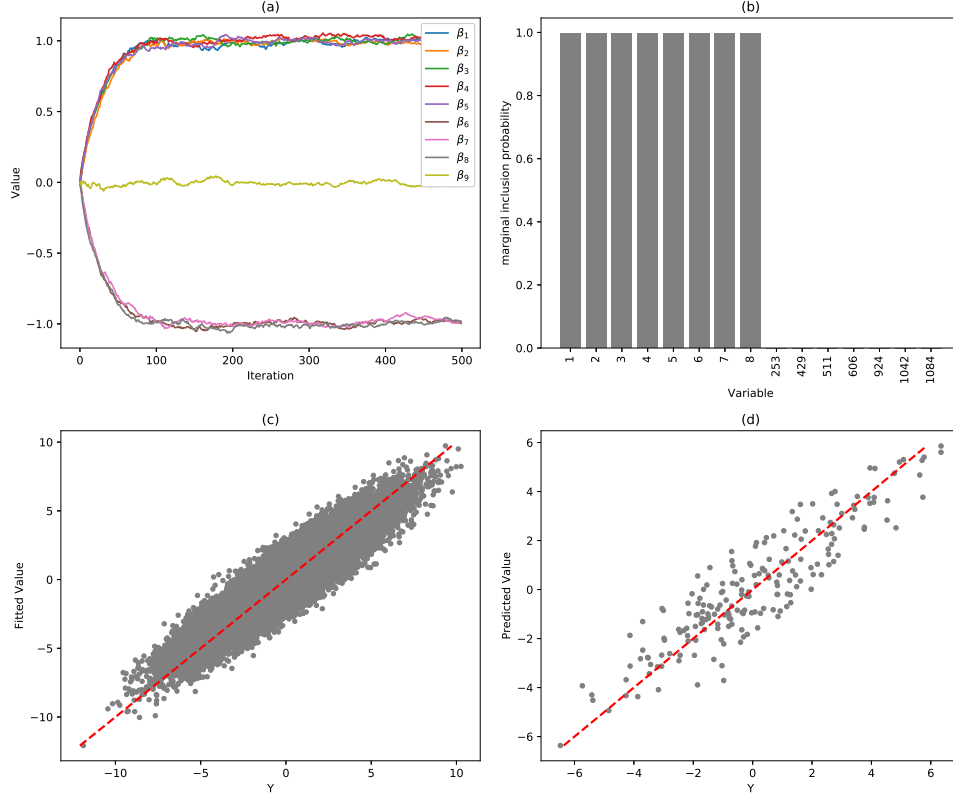 (a)
1.0
0.5
0.0
−0.5
−1.0
Value
0
100
200
300
400
500
Iteration
β1
β2
β3
β4
β5
β6
β7
β8
β9
(b)
1.0
0.8
0.6
0.4
0.2
0.0
marginal inclusion probability
1
2
3
4
5
6
7
8
253
429
511
606
924
1042
1084
Variable
(c)
10
5
0
−5
−10
Fitted Value
−10
−5
0
5
10
Y
(d)
6
4
2
0
−2
−4
−6
Predicted Value
−6
−4
−2
0
2
4
6
Y